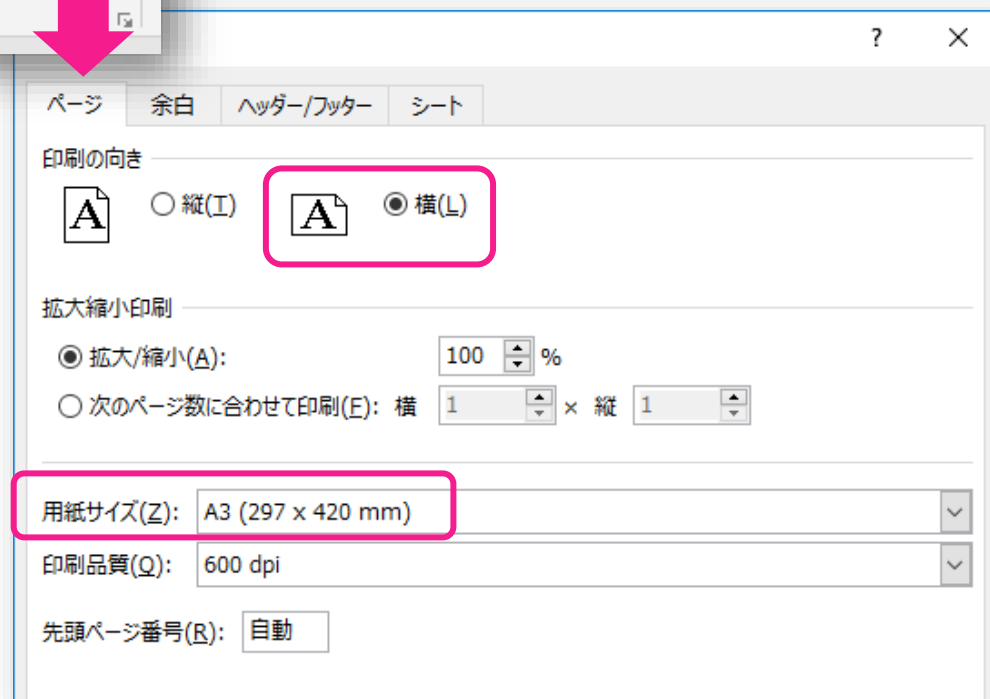 ?
ページ 余白 ヘッダー/フッター シート
印刷の向き
A 縦(T) A 横(L)
拡大縮小印刷
拡大/縮小(A): 100 %
次のページ数に合わせて印刷(F): 横 1 × 縦 1
用紙サイズ(Z): A3 (297 x 420 mm)
印刷品質(Q): 600 dpi
先頭ページ番号(R): 自動